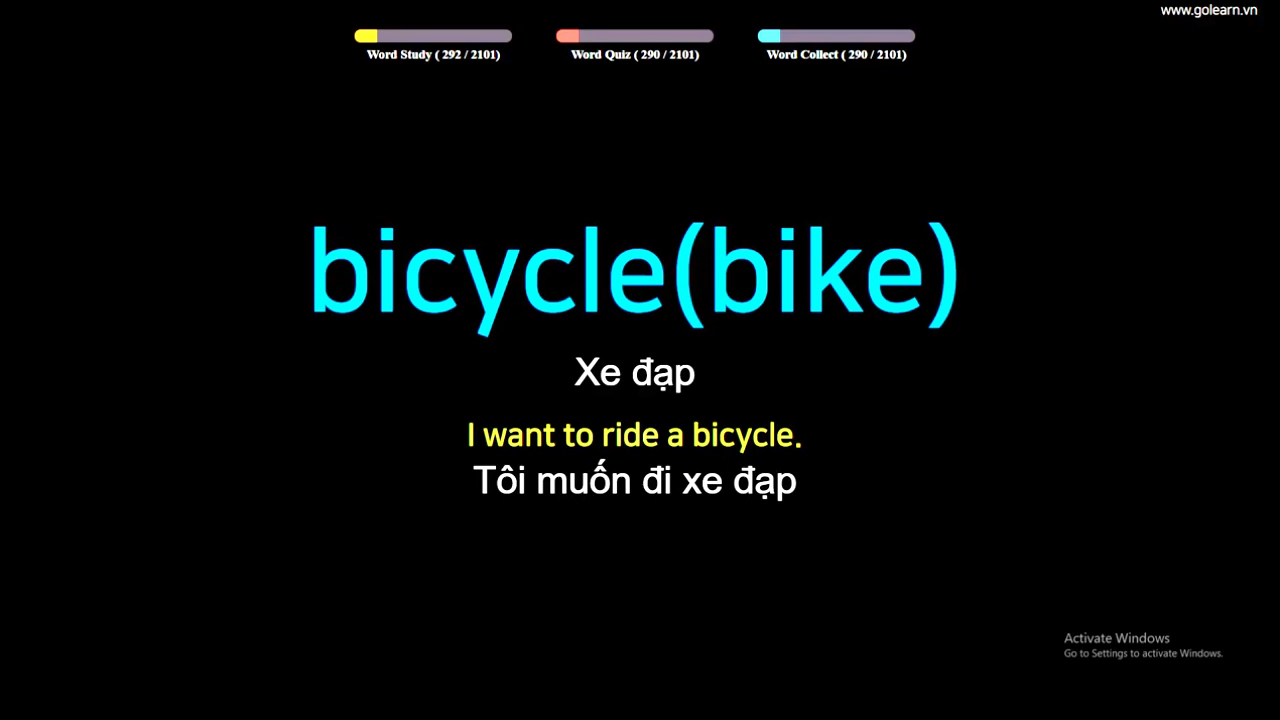 www.golearn.vn
Word Study ( 292 / 2101)
Word Quiz ( 290 / 2101)
Word Collect ( 290 / 2101)
bicycle(bike)
Xe đạp
I want to ride a bicycle.
Tôi muốn đi xe đạp
Activate Windows
Go to Settings to activate Windows.